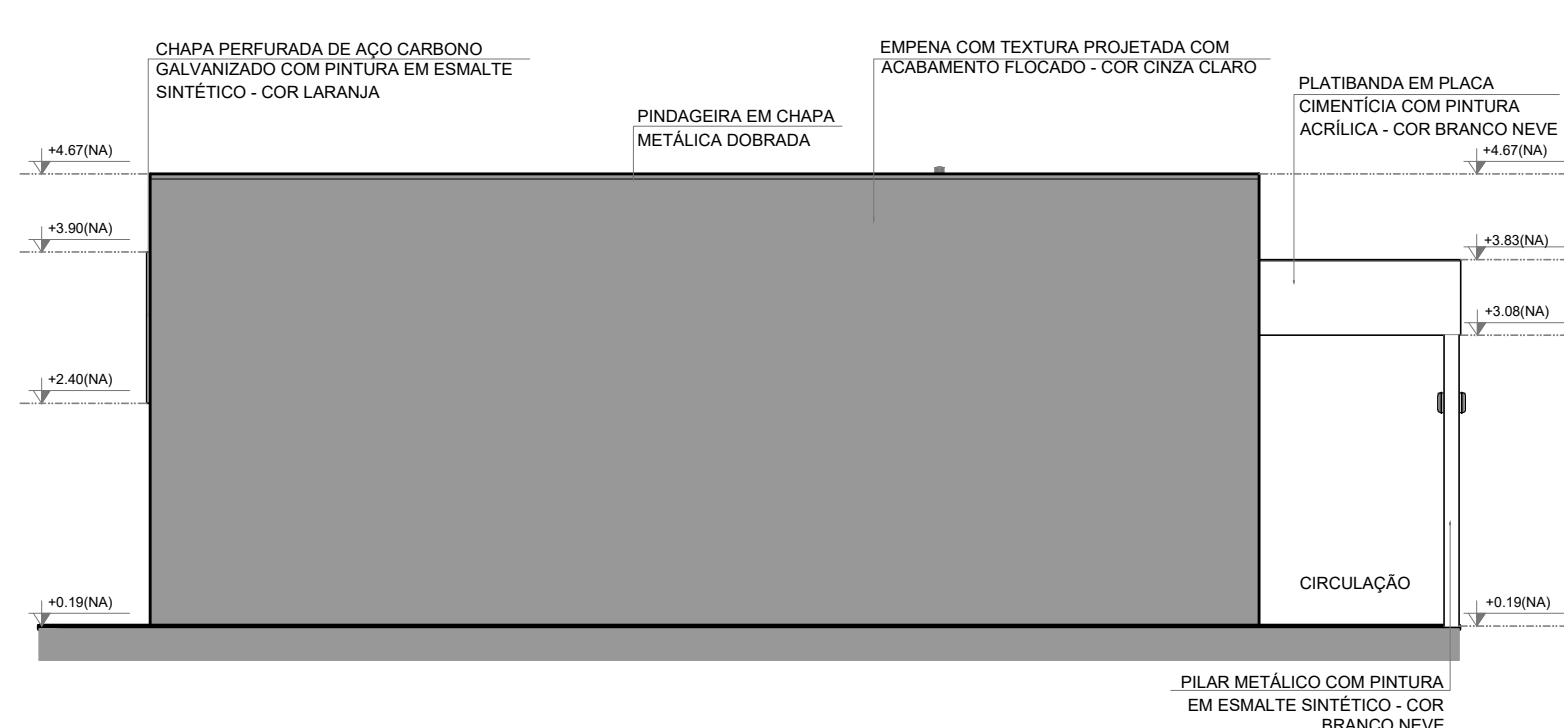 CHAPA PERFURADA DE AÇO CARBONO
GALVANIZADO COM PINTURA EM ESMALTE
SINTÉTICO - COR LARANJA
EMPENA COM TEXTURA PROJETADA COM
ACABAMENTO FLOCADO - COR CINZA CLARO
PLATIBANDA EM PLACA
CIMENTÍCIA COM PINTURA
ACRÍLICA - COR BRANCO NEVE
PINDAGEIRA EM CHAPA
METÁLICA DOBRADA
+4.67(NA)
+4.67(NA)
+3.90(NA)
+3.83(NA)
+3.08(NA)
+2.40(NA)
CIRCULAÇÃO
+0.19(NA)
+0.19(NA)
PILAR METÁLICO COM PINTURA
EM ESMALTE SINTÉTICO - COR
BRANCO NEVE